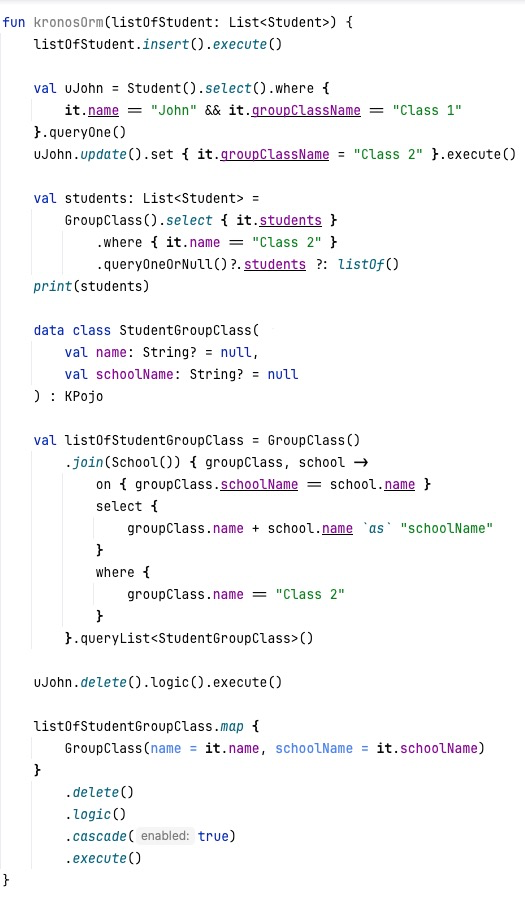 fun kronosOrm(listOfStudent: List<Student>) {
    listOfStudent.insert().execute()

    val uJohn = Student().select().where {
        it.name == "John" && it.groupClassName == "Class 1"
    }.queryOne()
    uJohn.update().set { it.groupClassName = "Class 2" }.execute()

    val students: List<Student> =
        GroupClass().select { it.students }
            .where { it.name == "Class 2" }
            .queryOneOrNull()?.students ?: listOf()
    print(students)

    data class StudentGroupClass(
        val name: String? = null,
        val schoolName: String? = null
    ) : KPojo

    val listOfStudentGroupClass = GroupClass()
        .join(School()) { groupClass, school →
            on { groupClass.schoolName == school.name }
            select {
                groupClass.name + school.name `as` "schoolName"
            }
            where {
                groupClass.name == "Class 2"
            }
        }.queryList<StudentGroupClass>()

    uJohn.delete().logic().execute()

    listOfStudentGroupClass.map {
        GroupClass(name = it.name, schoolName = it.schoolName)
    }
        .delete()
        .logic()
        .cascade( enabled: true)
        .execute()
}